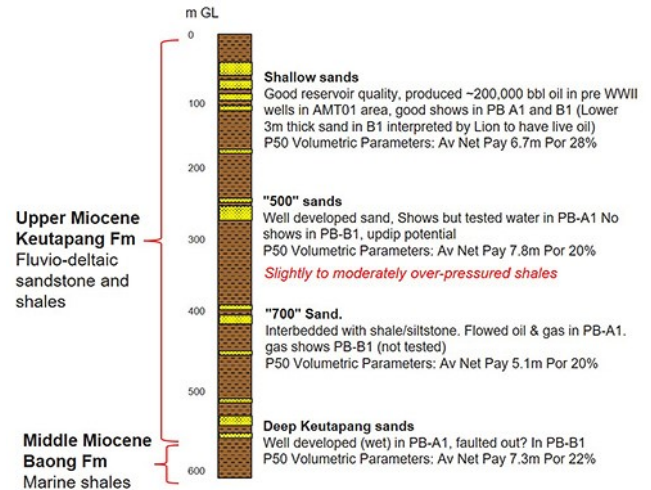 m GL
0
100
200
300
400
500
600
Upper Miocene
Keutapang Fm
Fluvio-deltaic
sandstone and
shales
Middle Miocene
Baong Fm
Marine shales
Shallow sands
Good reservoir quality, produced ~200,000 bbl oil in pre WWII
wells in AMT01 area, good shows in PB A1 and B1 (Lower
3m thick sand in B1 interpreted by Lion to have live oil)
P50 Volumetric Parameters: Av Net Pay 6.7m Por 28%
"500" sands
Well developed sand, Shows but tested water in PB-A1 No
shows in PB-B1, updip potential
P50 Volumetric Parameters: Av Net Pay 7.8m Por 20%
Slightly to moderately over-pressured shales
"700" Sand.
Interbedded with shale/siltstone. Flowed oil & gas in PB-A1.
gas shows PB-B1 (not tested)
P50 Volumetric Parameters: Av Net Pay 5.1m Por 20%
Deep Keutapang sands
Well developed (wet) in PB-A1, faulted out? In PB-B1
P50 Volumetric Parameters: Av Net Pay 7.3m Por 22%